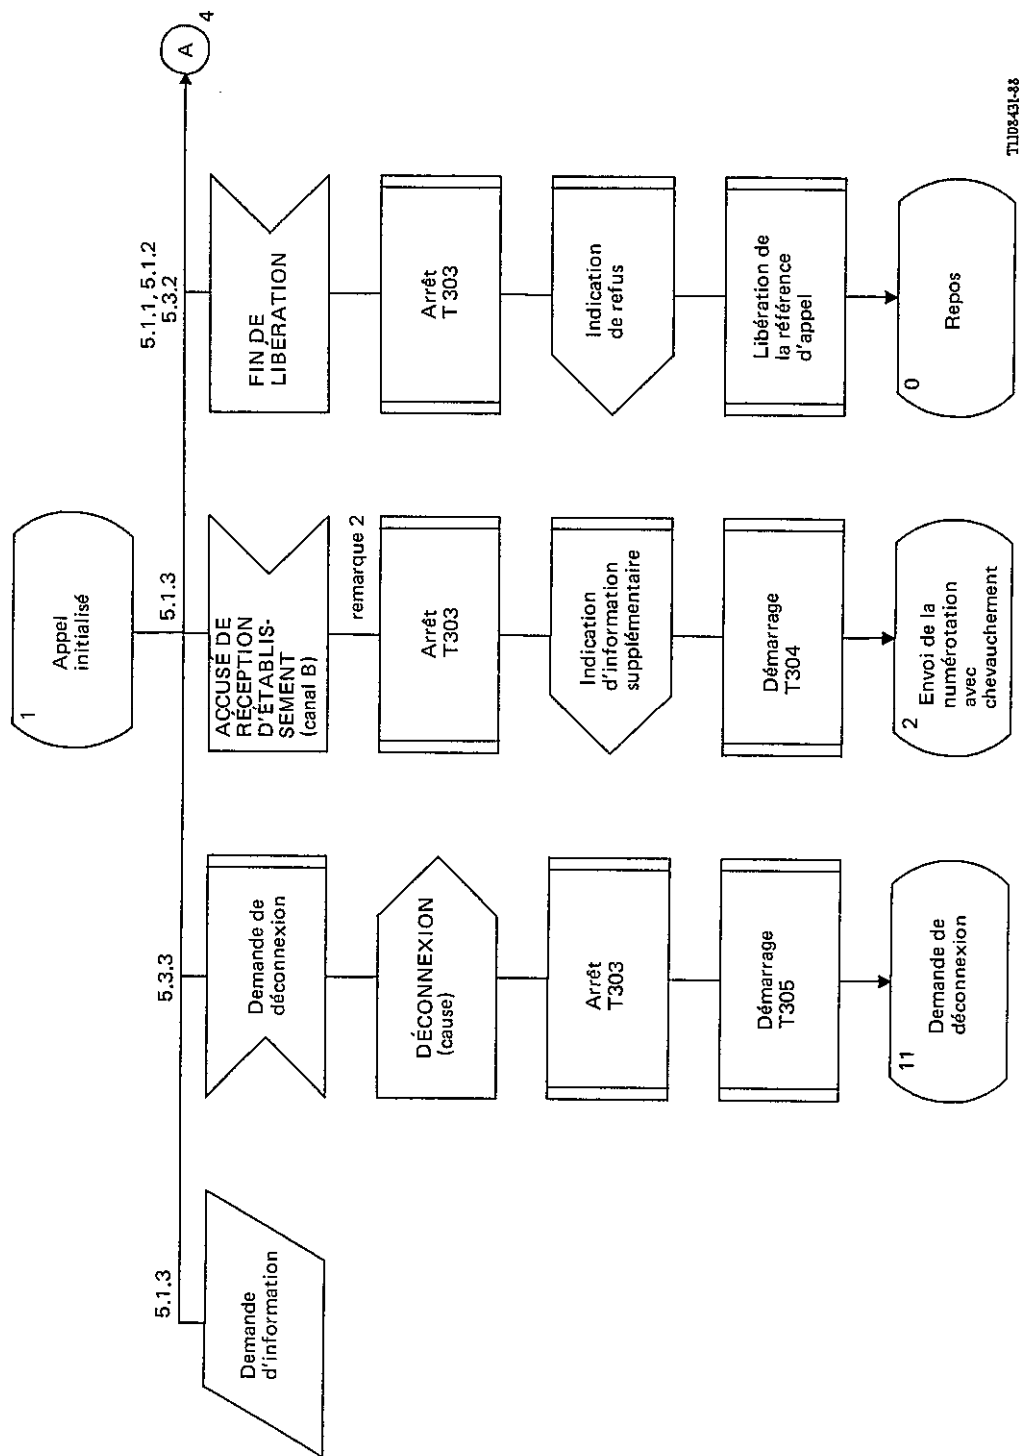 1
Appel
initialisé
5.1.3
5.3.3
5.1.3
5.1.1, 5.1.2
5.3.2
A
4
Demande
d'information
Demande de
déconnexion
DÉCONNEXION
(cause)
Arrêt
T303
Démarrage
T305
11
Demande de
déconnexion
ACCUSÉ DE
RÉCEPTION
D'ÉTABLIS-
SEMENT
(canal B)
remarque 2
Arrêt
T303
Indication
d'information
supplémentaire
Démarrage
T304
2
Envoi de la
numérotation
avec
chevauchement
FIN DE
LIBÉRATION
Arrêt
T303
Indication
de refus
Libération de
la référence
d'appel
0
Repos
T1108431-88